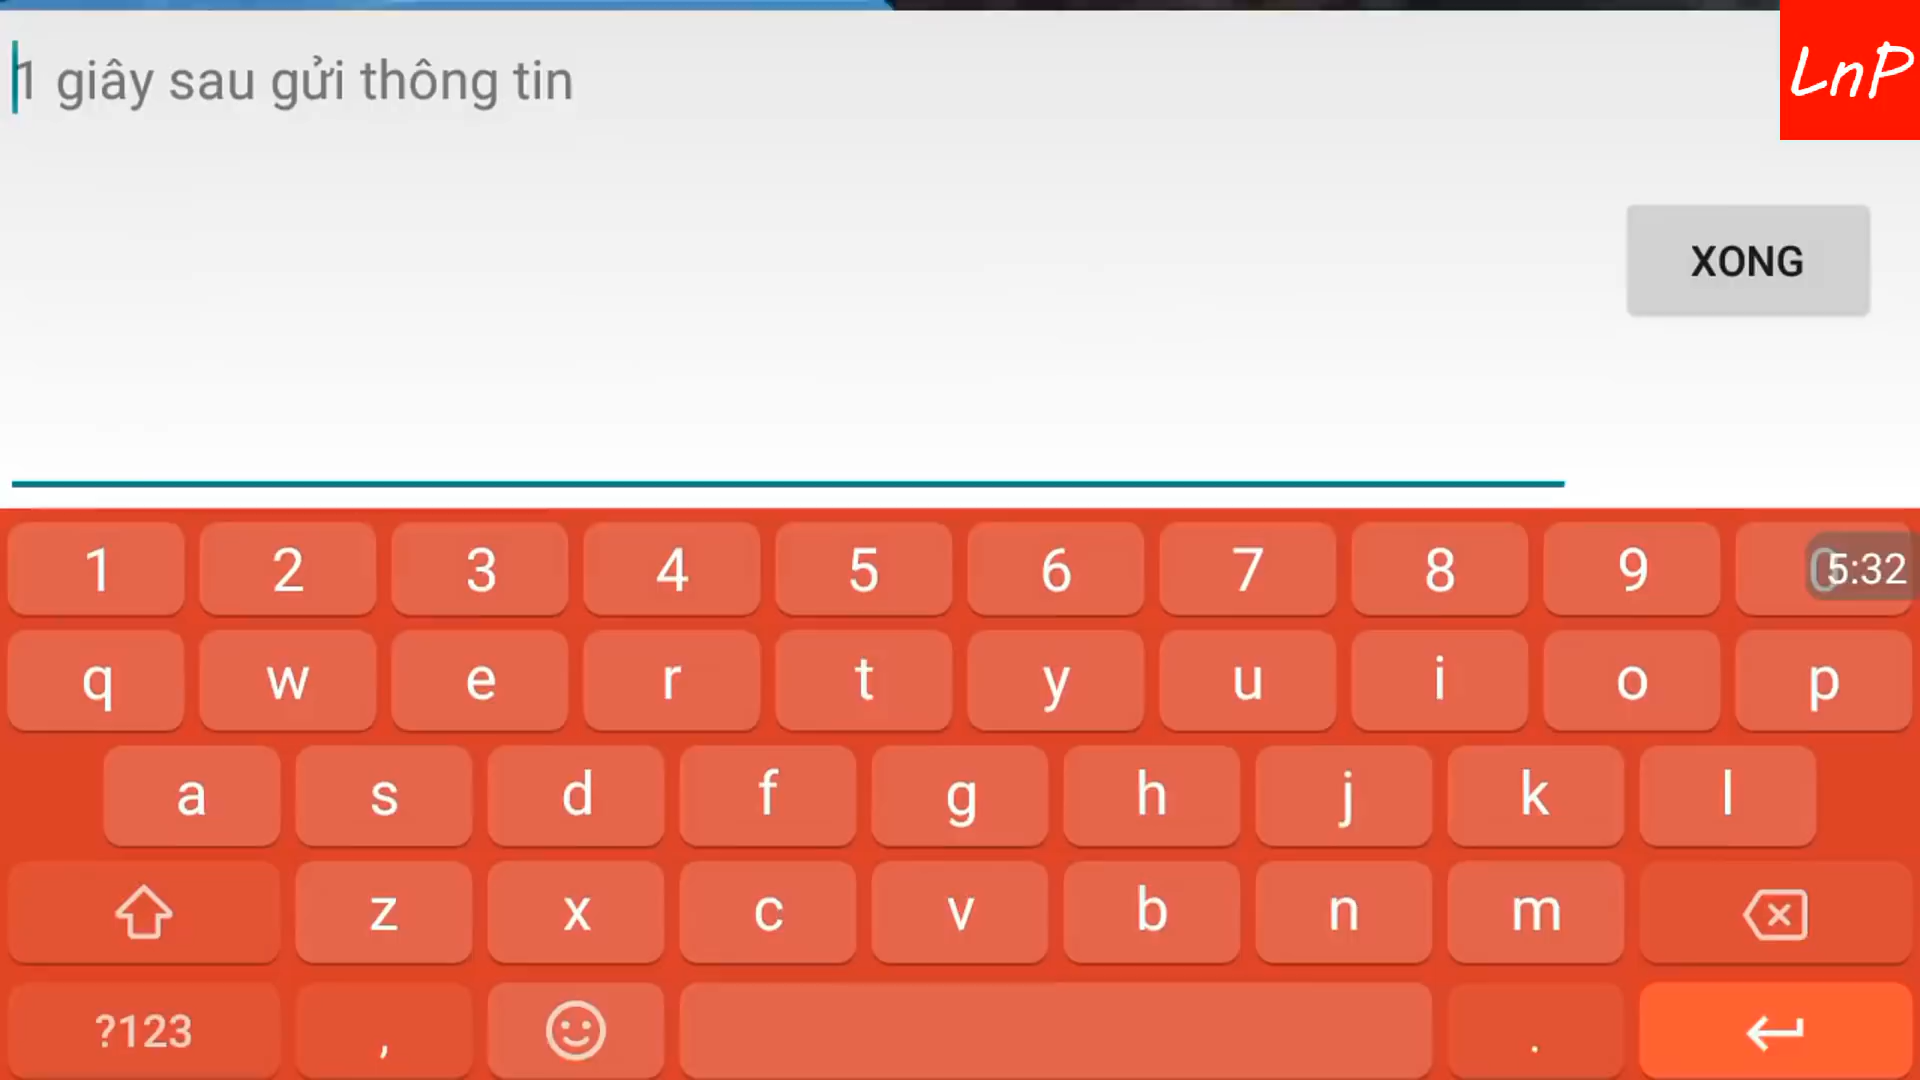 1 giây sau gửi thông tin
LnP
XONG
1 2 3 4 5 6 7 8 9 0
5:32
q w e r t y u i o p
a s d f g h j k l
z x c v b n m
?123 , .